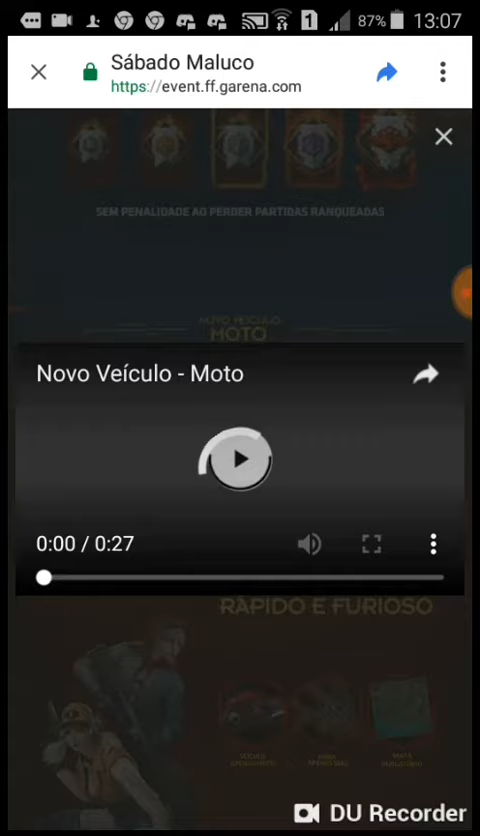 1 87% 13:07
Sábado Maluco
https://event.ff.garena.com
SEM PENALIDADE AO PERDER PARTIDAS RANQUEADAS
NOVO VEÍCULO
MOTO
Novo Veículo - Moto
0:00 / 0:27
RÁPIDO E FURIOSO
DU Recorder